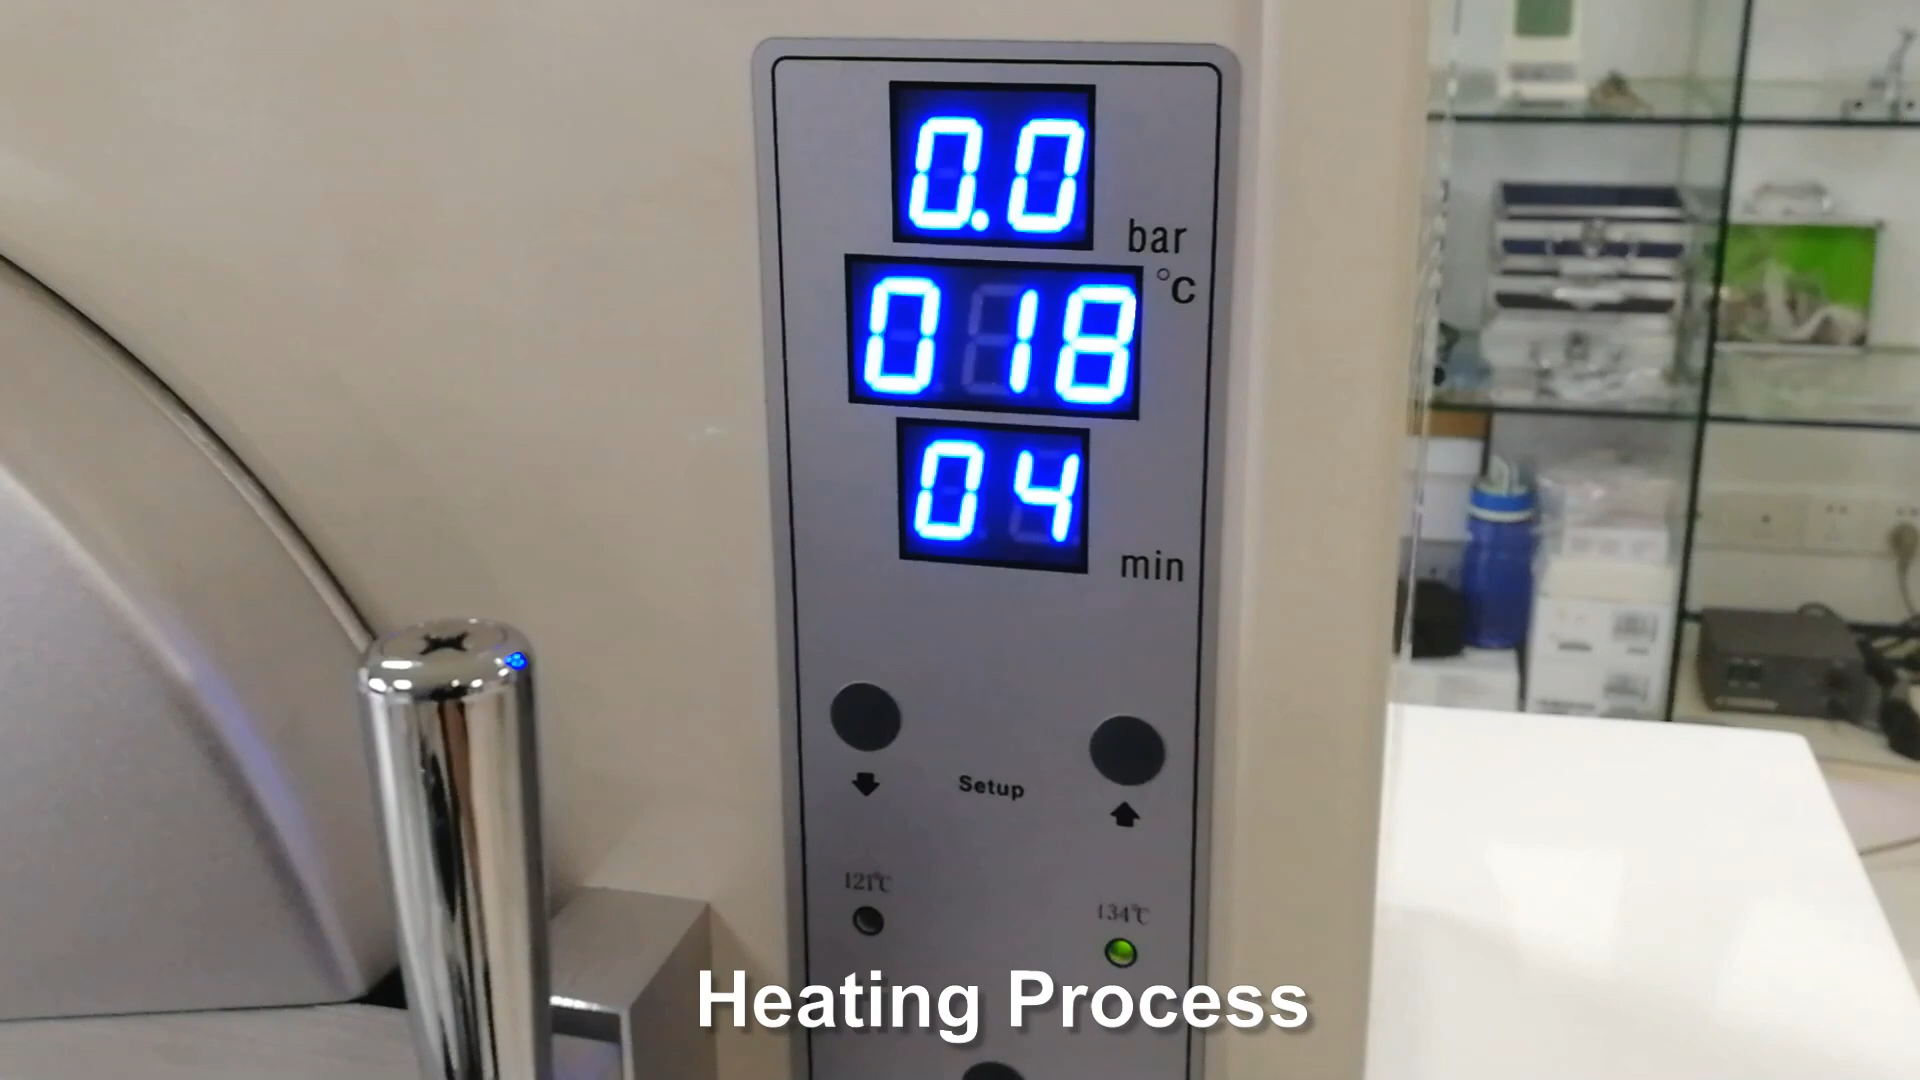 0.0
bar
°C
018
04
min
Setup
121℃
134℃
Heating Process